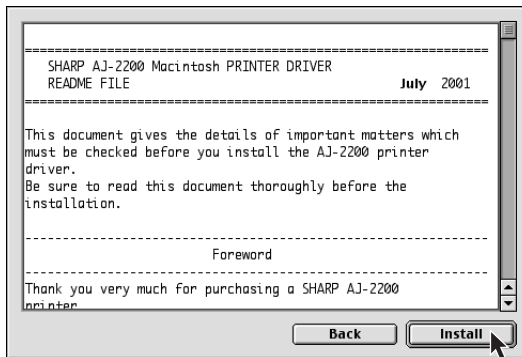 ================================================================
SHARP AJ-2200 Macintosh PRINTER DRIVER
README FILE July 2001
================================================================
This document gives the details of important matters which
must be checked before you install the AJ-2200 printer
driver.
Be sure to read this document thoroughly before the
installation.
----------------------------------------------------------------
Foreword
----------------------------------------------------------------
Thank you very much for purchasing a SHARP AJ-2200
printer
Back Install